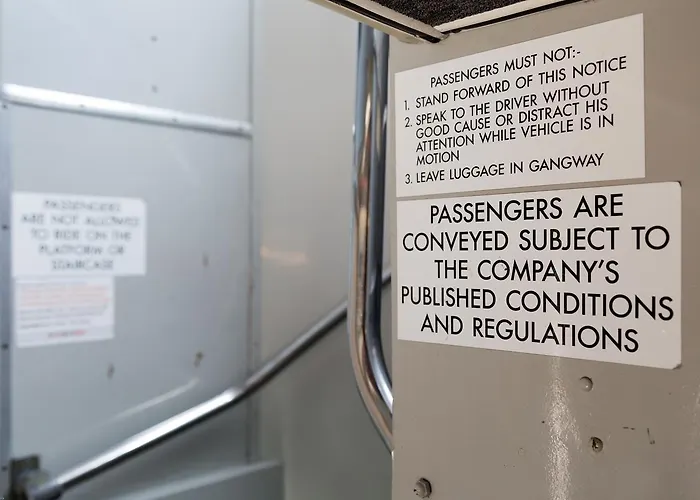 PASSENGERS MUST NOT:-
1. STAND FORWARD OF THIS NOTICE
2. SPEAK TO THE DRIVER WITHOUT
GOOD CAUSE OR DISTRACT HIS
ATTENTION WHILE VEHICLE IS IN
MOTION
3. LEAVE LUGGAGE IN GANGWAY
PASSENGERS ARE
CONVEYED SUBJECT TO
THE COMPANY'S
PUBLISHED CONDITIONS
AND REGULATIONS
PASSENGERS
ARE NOT ALLOWED
TO RIDE ON THE
PLATFORM OR
STAIRCASE